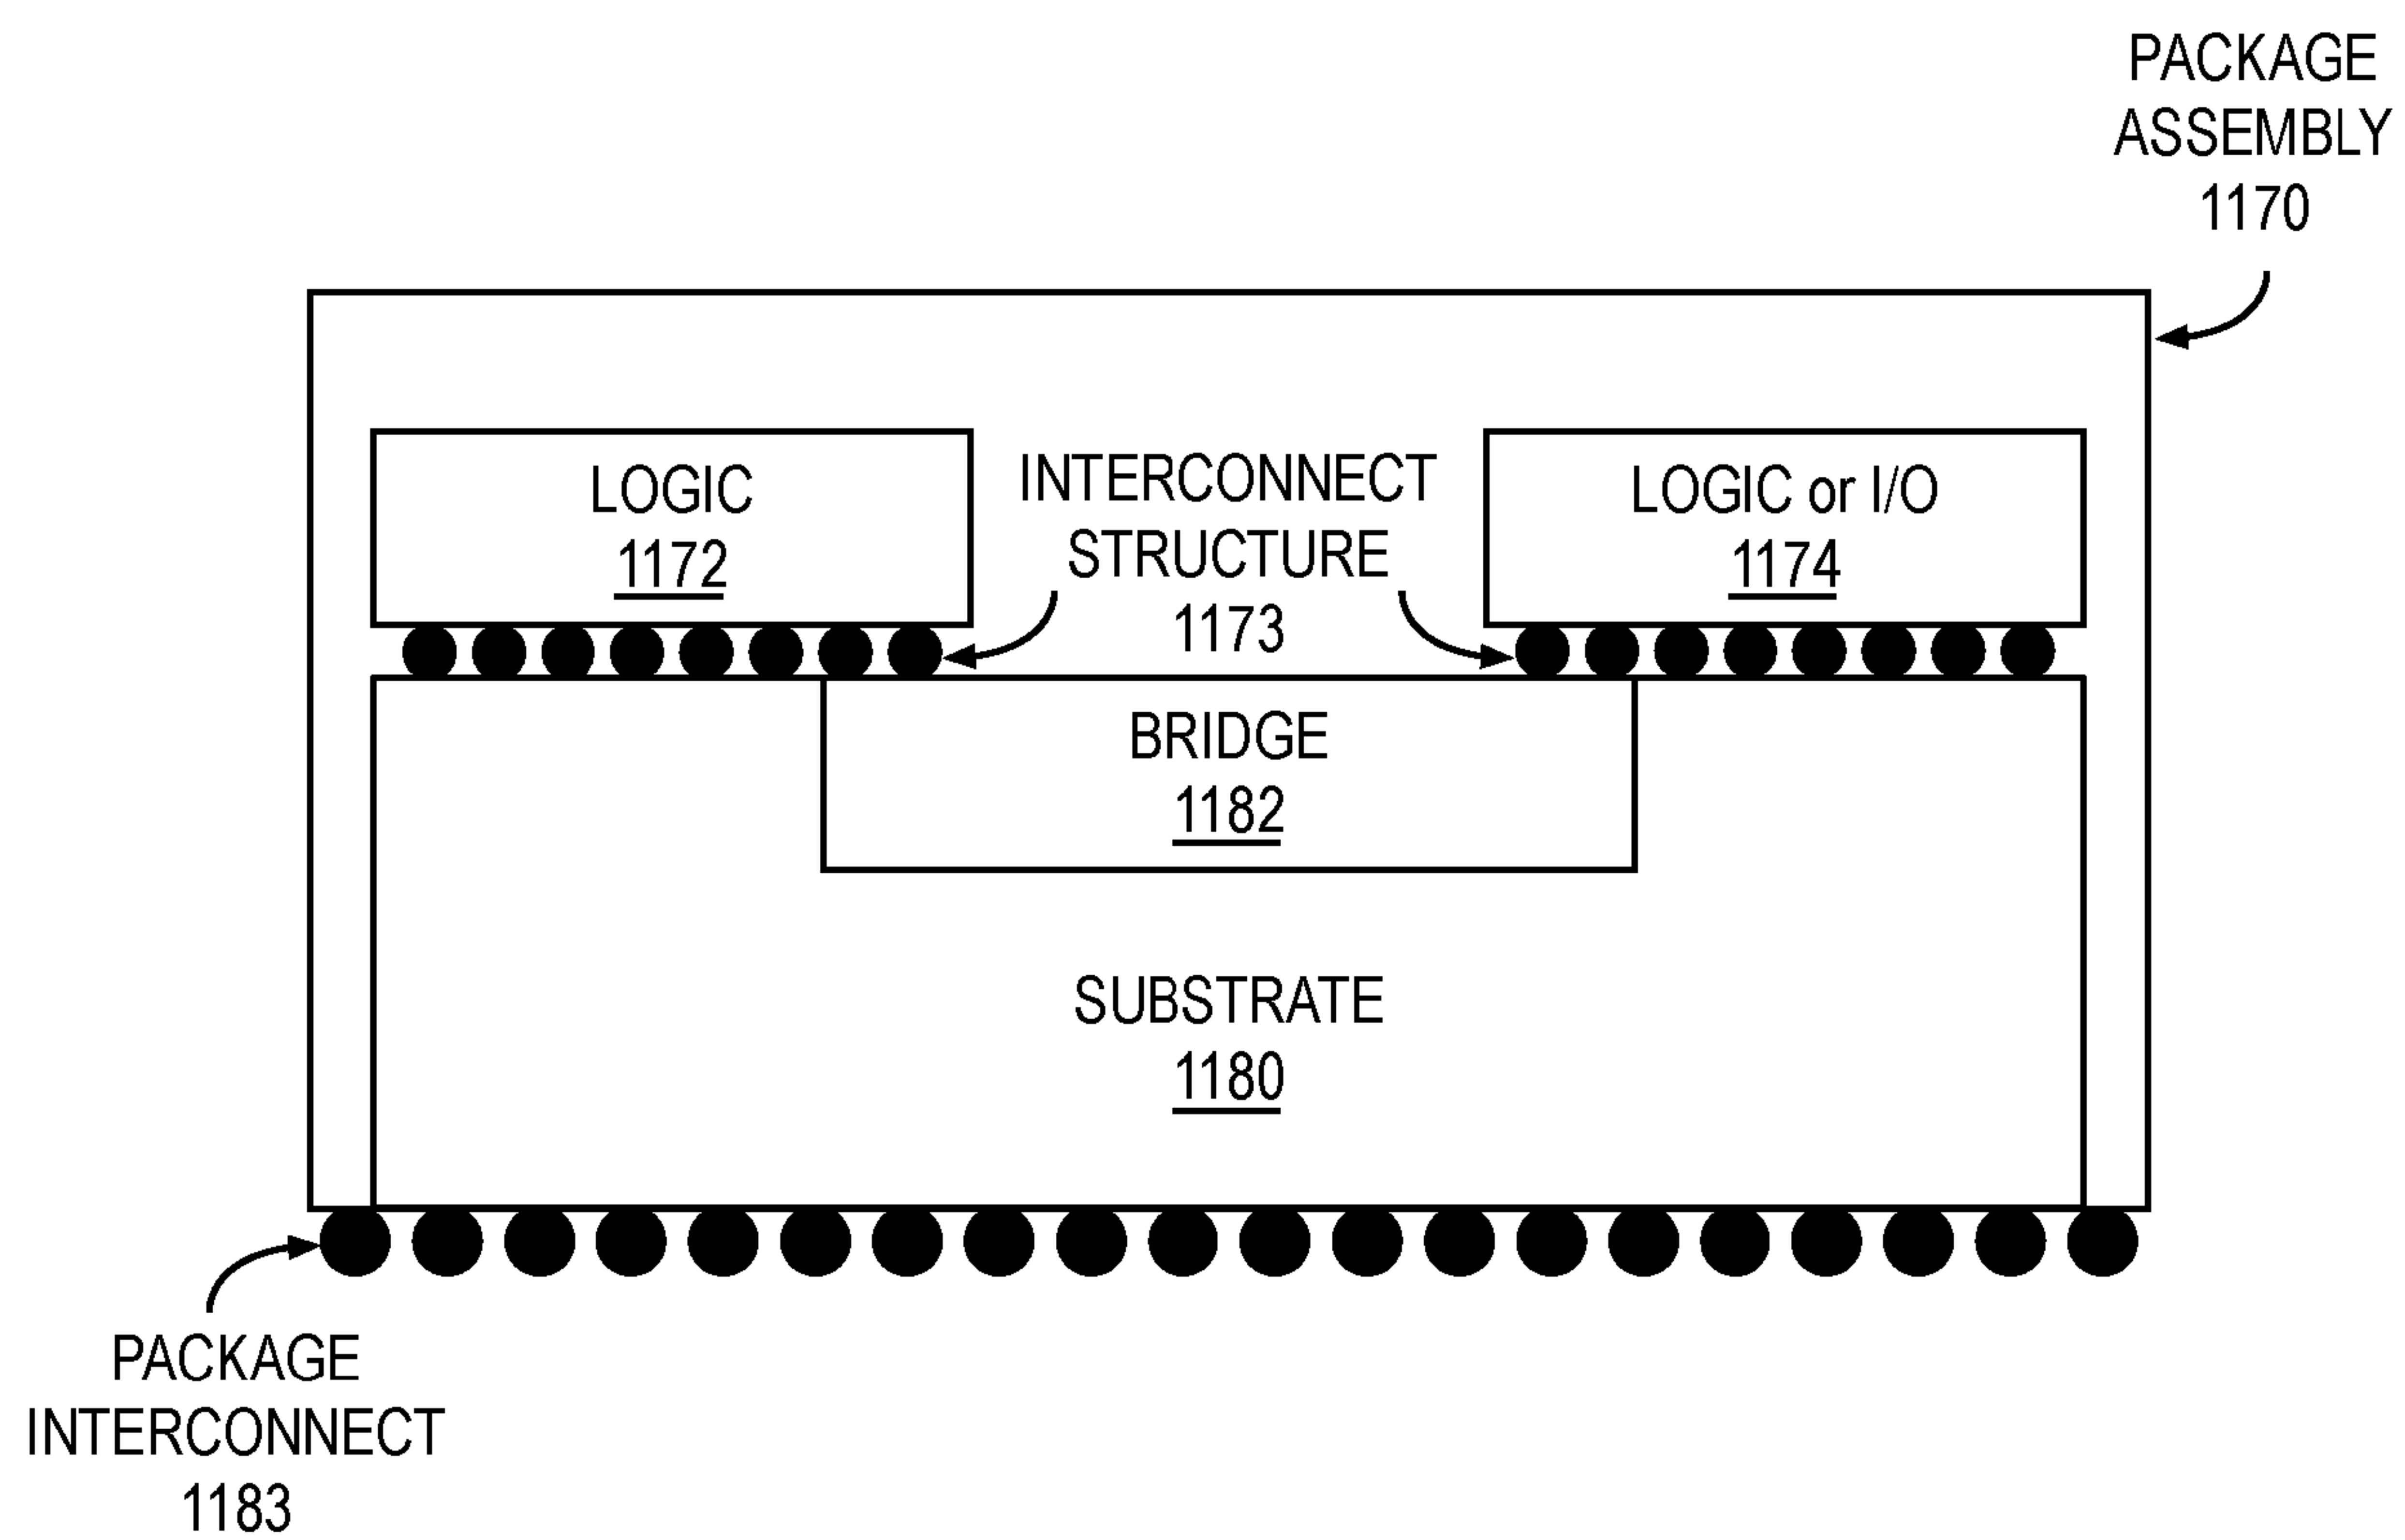 PACKAGE
ASSEMBLY
1170
LOGIC
1172
INTERCONNECT
STRUCTURE
1173
LOGIC or I/O
1174
BRIDGE
1182
SUBSTRATE
1180
PACKAGE
INTERCONNECT
1183